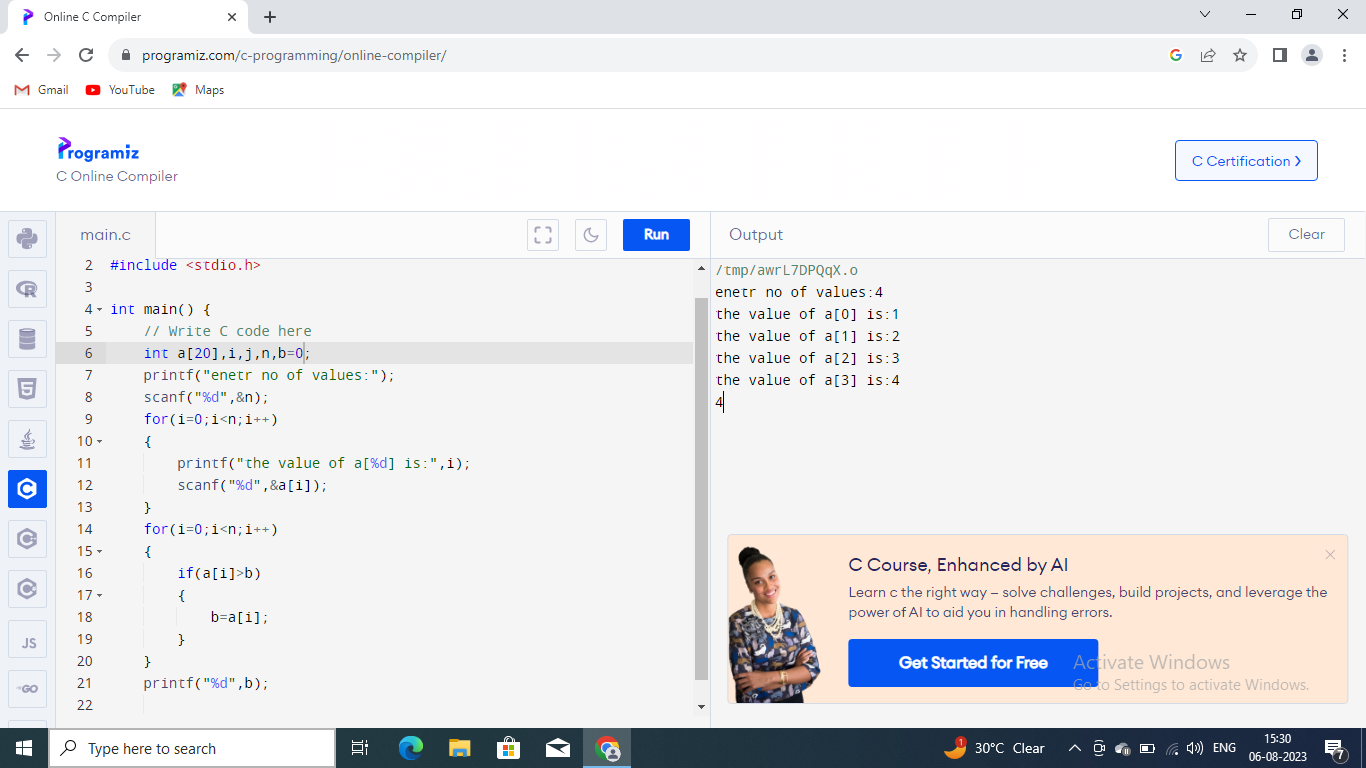 Online C Compiler
programiz.com/c-programming/online-compiler/
Gmail YouTube Maps
Programiz
C Online Compiler
C Certification
main.c Run Output Clear
2 #include <stdio.h>
3
4 int main() {
5 // Write C code here
6 int a[20],i,j,n,b=0;
7 printf("enetr no of values:");
8 scanf("%d",&n);
9 for(i=0;i<n;i++)
10 {
11 printf("the value of a[%d] is:",i);
12 scanf("%d",&a[i]);
13 }
14 for(i=0;i<n;i++)
15 {
16 if(a[i]>b)
17 {
18 b=a[i];
19 }
20 }
21 printf("%d",b);
22
JS
GO
/tmp/awrL7DPQqX.o
enetr no of values:4
the value of a[0] is:1
the value of a[1] is:2
the value of a[2] is:3
the value of a[3] is:4
4
C Course, Enhanced by AI
Learn c the right way – solve challenges, build projects, and leverage the
power of AI to aid you in handling errors.
Get Started for Free
Activate Windows
Go to Settings to activate Windows.
Type here to search
1
30°C Clear
ENG
15:30
06-08-2023
7